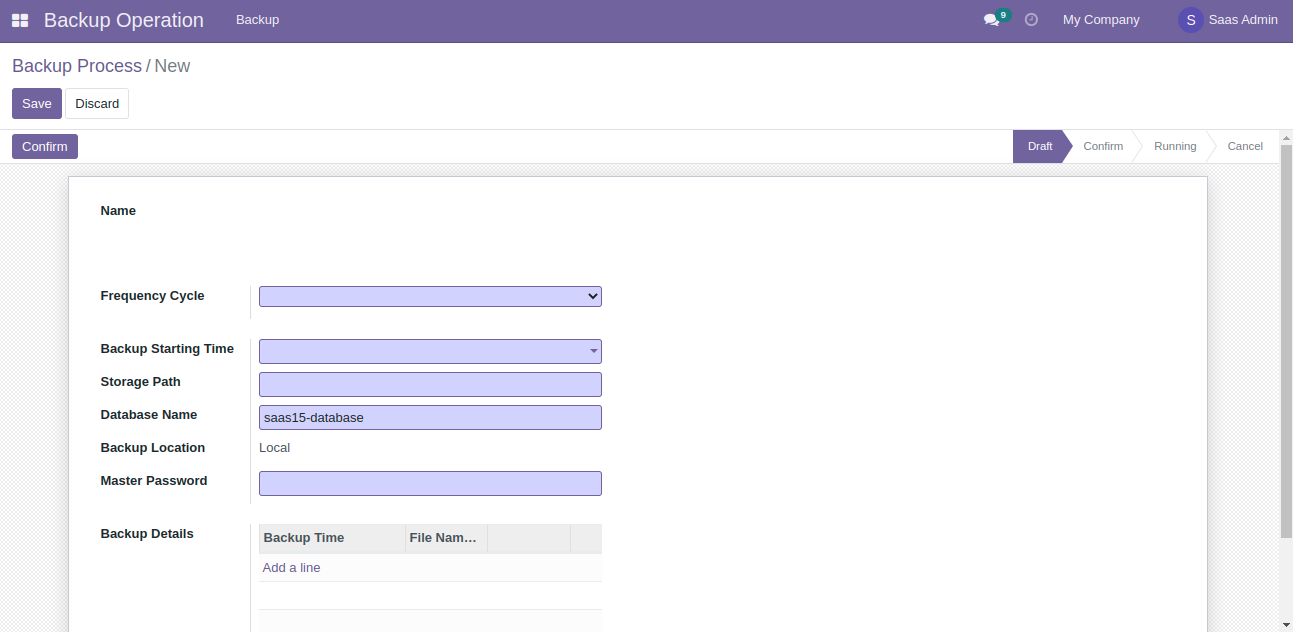 Backup Operation Backup 9 My Company S Saas Admin
Backup Process / New
Save Discard
Confirm Draft Confirm Running Cancel
Name
Frequency Cycle
Backup Starting Time
Storage Path
Database Name saas15-database
Backup Location Local
Master Password
Backup Details Backup Time File Nam...
Add a line